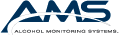 AMS
ALCOHOL MONITORING SYSTEMS.